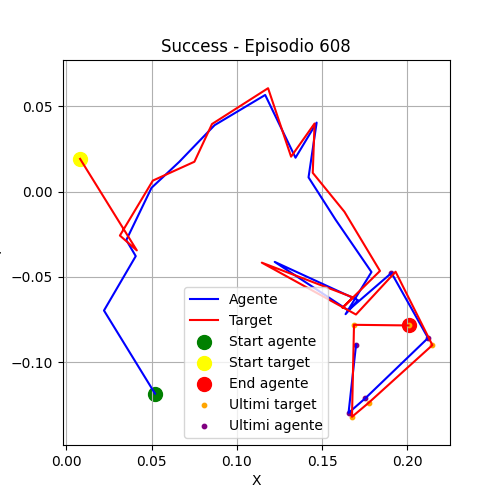 Success - Episodio 608
0.05
0.00
−0.05
−0.10
Agente
Target
Start agente
Start target
End agente
Ultimi target
Ultimi agente
0.00 0.05 0.10 0.15 0.20
X